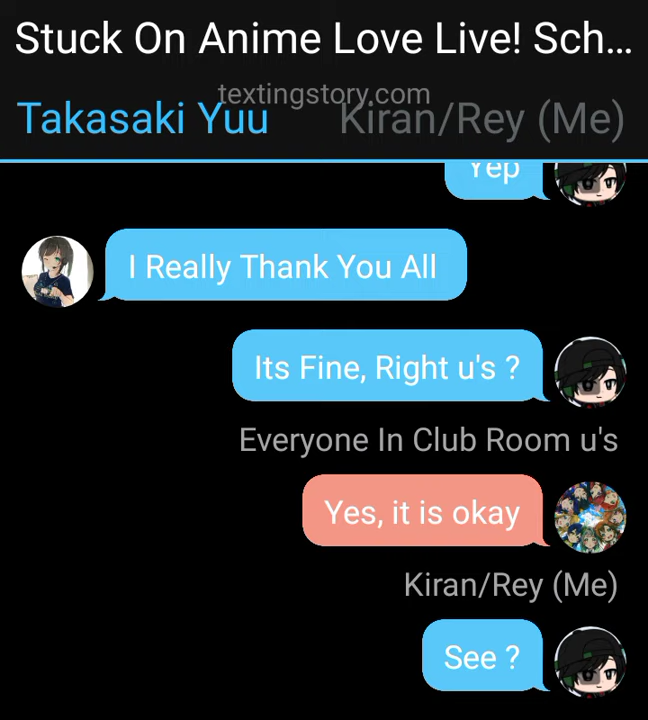 Stuck On Anime Love Live! Sch...
textingstory.com
Takasaki Yuu
Kiran/Rey (Me)
Yep
I Really Thank You All
Its Fine, Right u's ?
Everyone In Club Room u's
Yes, it is okay
Kiran/Rey (Me)
See ?